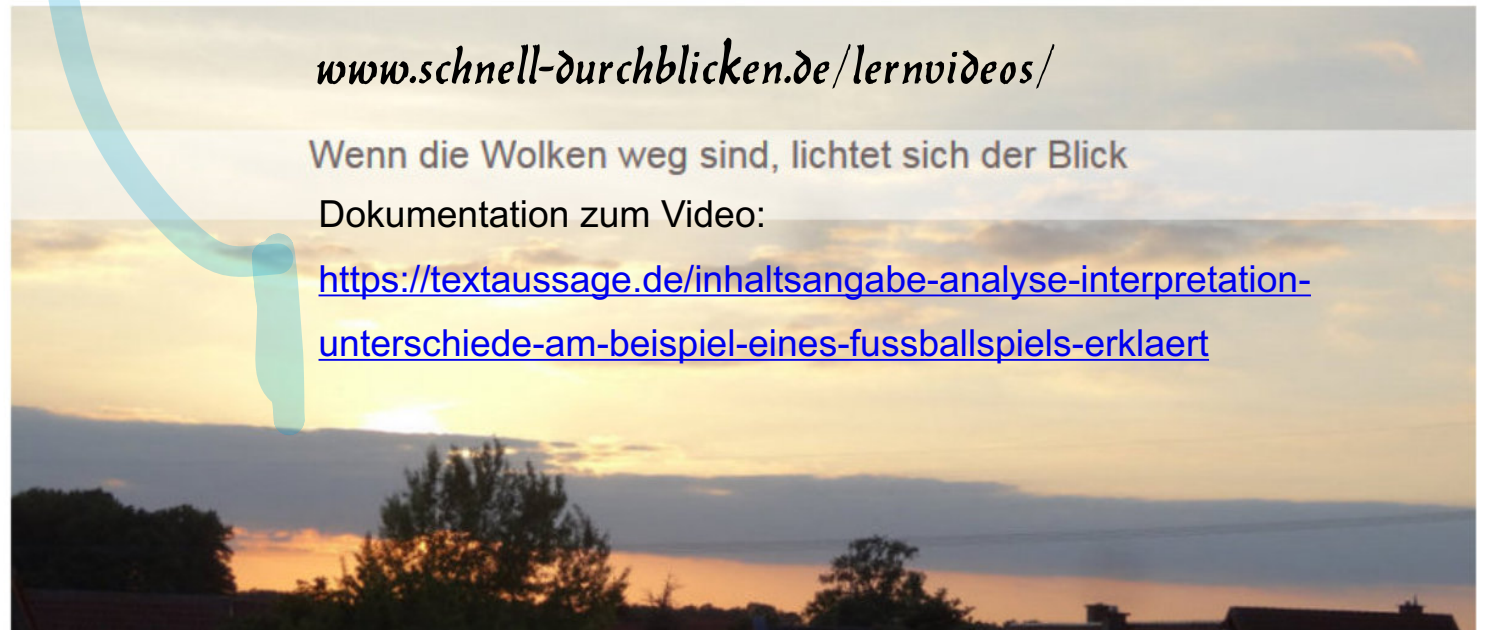 www.schnell-durchblicken.de/lernvideos/
Wenn die Wolken weg sind, lichtet sich der Blick
Dokumentation zum Video:
https://textaussage.de/inhaltsangabe-analyse-interpretation-
unterschiede-am-beispiel-eines-fussballspiels-erklaert